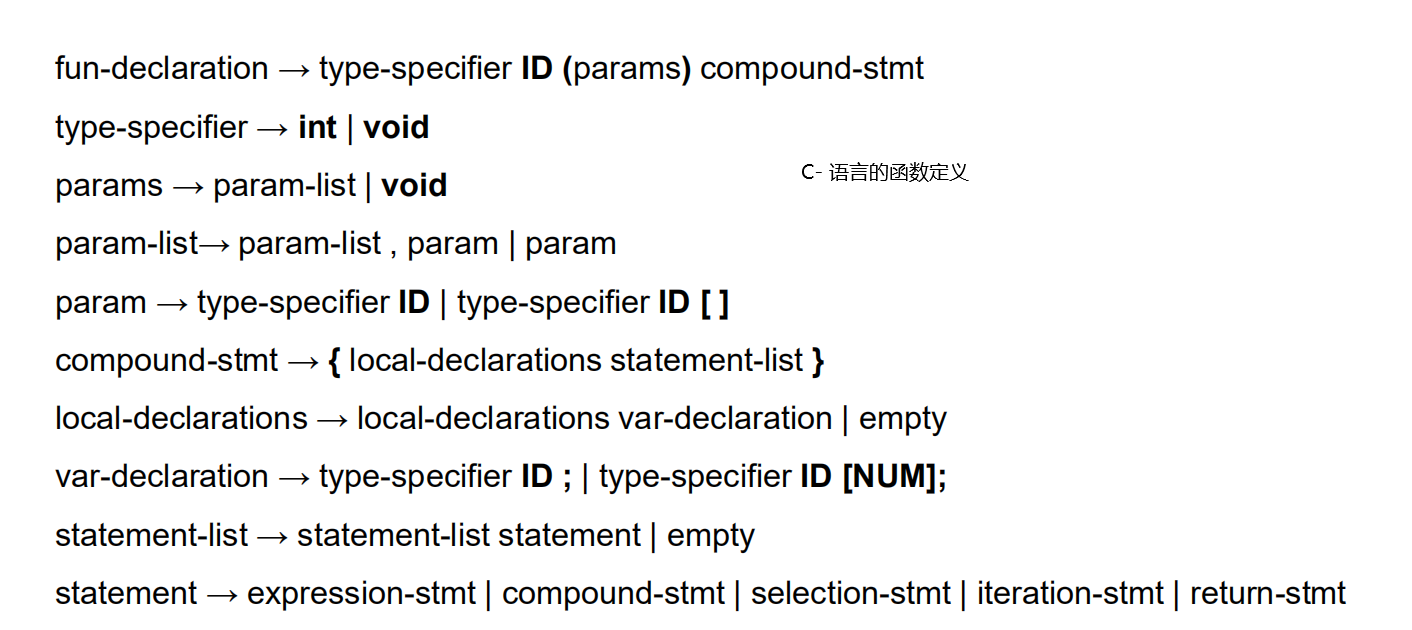 fun-declaration → type-specifier ID (params) compound-stmt
type-specifier → int | void
C- 语言的函数定义
params → param-list | void
param-list→ param-list , param | param
param → type-specifier ID | type-specifier ID [ ]
compound-stmt → { local-declarations statement-list }
local-declarations → local-declarations var-declaration | empty
var-declaration → type-specifier ID ; | type-specifier ID [NUM];
statement-list → statement-list statement | empty
statement → expression-stmt | compound-stmt | selection-stmt | iteration-stmt | return-stmt